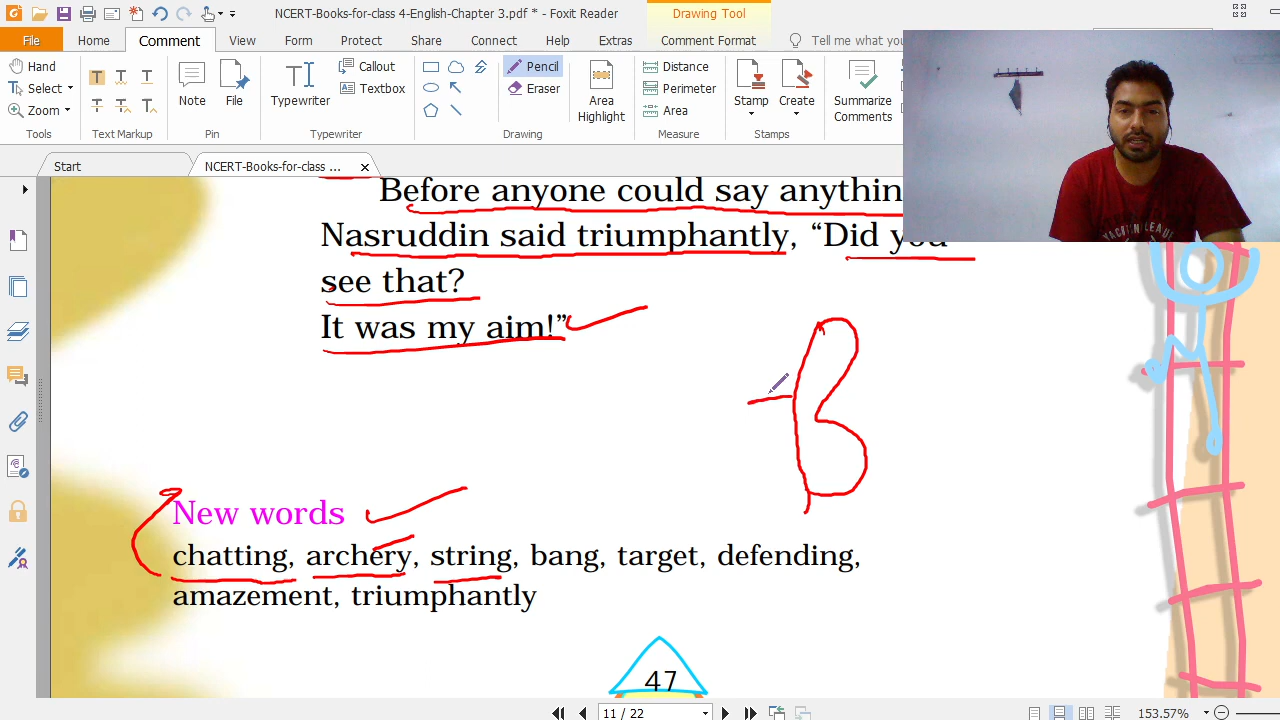 NCERT-Books-for-class 4-English-Chapter 3.pdf * - Foxit Reader
Drawing Tool
File Home Comment View Form Protect Share Connect Help Extras Comment Format Tell me what you
Hand
Select
Zoom
Tools
Text Markup
Note
File
Pin
Typewriter
Callout
Textbox
Typewriter
Pencil
Eraser
Area
Highlight
Drawing
Distance
Perimeter
Area
Measure
Stamp
Create
Stamps
Summarize
Comments
Start
NCERT-Books-for-class ...
Before anyone could say anythin
Nasruddin said triumphantly, “Did you
see that?
It was my aim!”
New words
chatting, archery, string, bang, target, defending,
amazement, triumphantly
47
11 / 22
153.57%